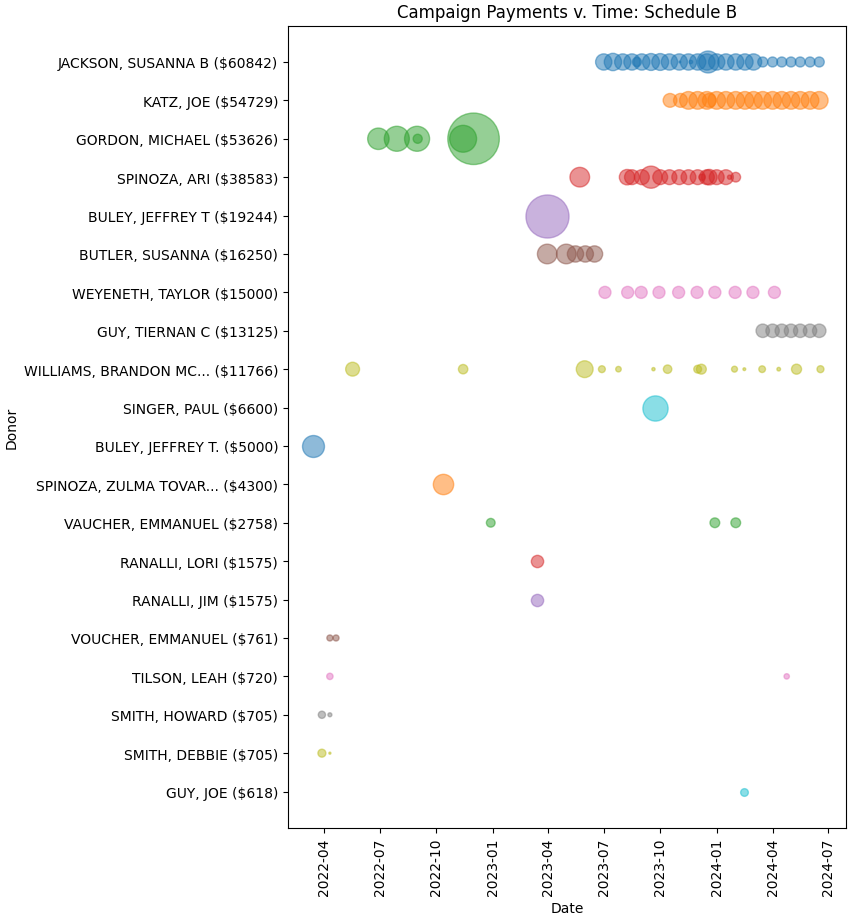 Campaign Payments v. Time: Schedule B
JACKSON, SUSANNA B ($60842)
KATZ, JOE ($54729)
GORDON, MICHAEL ($53626)
SPINOZA, ARI ($38583)
BULEY, JEFFREY T ($19244)
BUTLER, SUSANNA ($16250)
WEYENETH, TAYLOR ($15000)
GUY, TIERNAN C ($13125)
WILLIAMS, BRANDON MC... ($11766)
SINGER, PAUL ($6600)
BULEY, JEFFREY T. ($5000)
SPINOZA, ZULMA TOVAR... ($4300)
VAUCHER, EMMANUEL ($2758)
RANALLI, LORI ($1575)
RANALLI, JIM ($1575)
VOUCHER, EMMANUEL ($761)
TILSON, LEAH ($720)
SMITH, HOWARD ($705)
SMITH, DEBBIE ($705)
GUY, JOE ($618)
Donor
2022-04
2022-07
2022-10
2023-01
2023-04
2023-07
2023-10
2024-01
2024-04
2024-07
Date